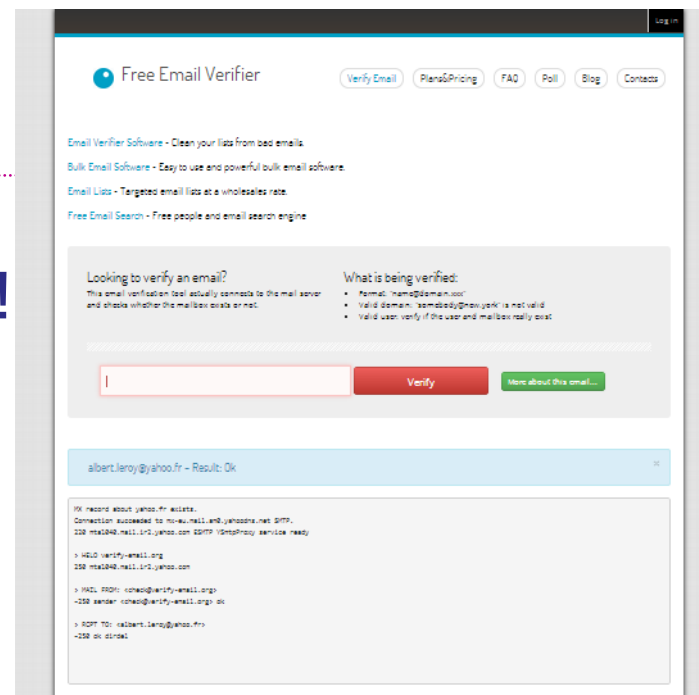 Log in
Free Email Verifier
Verify Email
Plans&Pricing
FAQ
Poll
Blog
Contacts
Email Verifier Software - Clean your lists from bad emails.
Bulk Email Software - Easy to use and powerful bulk email software.
Email Lists - Targeted email lists at a wholesales rate.
Free Email Search - Free people and email search engine
!
Looking to verify an email?
This email verification tool actually connects to the mail server
and checks whether the mailbox exists or not.
What is being verified:
• Format: "name@domain.xxx"
• Valid domain: "somebody@new.york" is not valid
• Valid user: verify if the user and mailbox really exist
Verify
More about this email...
albert.leroy@yahoo.fr – Result: Ok
×
MX record about yahoo.fr exists.
Connection succeeded to mx-eu.mail.am0.yahoodns.net SMTP.
220 mta1040.mail.ir2.yahoo.com ESMTP YSmtpProxy service ready
> HELO verify-email.org
250 mta1040.mail.ir2.yahoo.com
> MAIL FROM: <check@verify-email.org>
=250 sender <check@verify-email.org> ok
> RCPT TO: <albert.leroy@yahoo.fr>
=250 ok dirdel